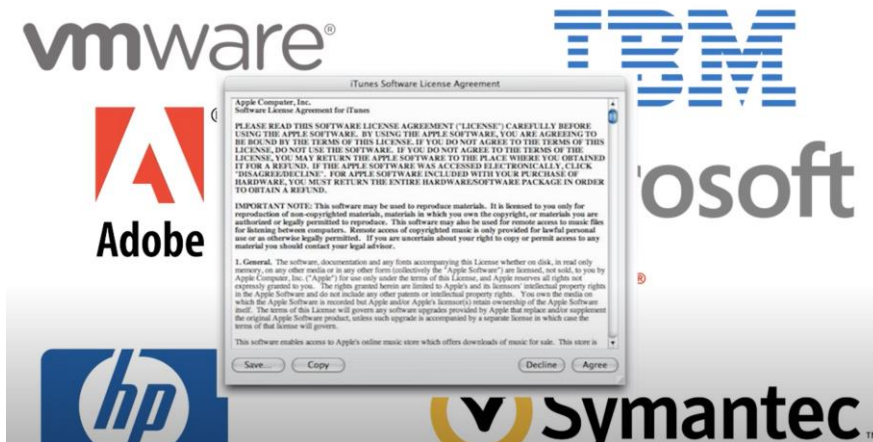 vmware®
IBM
Adobe
osoft
®
hp
Symantec™
iTunes Software License Agreement
Apple Computer, Inc.
Software License Agreement for iTunes
PLEASE READ THIS SOFTWARE LICENSE AGREEMENT ("LICENSE") CAREFULLY BEFORE
USING THE APPLE SOFTWARE. BY USING THE APPLE SOFTWARE, YOU ARE AGREEING TO
BE BOUND BY THE TERMS OF THIS LICENSE. IF YOU DO NOT AGREE TO THE TERMS OF THIS
LICENSE, DO NOT USE THE SOFTWARE. IF YOU DO NOT AGREE TO THE TERMS OF THE
LICENSE, YOU MAY RETURN THE APPLE SOFTWARE TO THE PLACE WHERE YOU OBTAINED
IT FOR A REFUND. IF THE APPLE SOFTWARE WAS ACCESSED ELECTRONICALLY, CLICK
"DISAGREE/DECLINE". FOR APPLE SOFTWARE INCLUDED WITH YOUR PURCHASE OF
HARDWARE, YOU MUST RETURN THE ENTIRE HARDWARE/SOFTWARE PACKAGE IN ORDER
TO OBTAIN A REFUND.
IMPORTANT NOTE: This software may be used to reproduce materials. It is licensed to you only for
reproduction of non-copyrighted materials, materials in which you own the copyright, or materials you are
authorized or legally permitted to reproduce. This software may also be used for remote access to music files
for listening between computers. Remote access of copyrighted music is only provided for lawful personal
use or as otherwise legally permitted. If you are uncertain about your right to copy or permit access to any
material you should contact your legal advisor.
1. General. The software, documentation and any fonts accompanying this License whether on disk, in read only
memory, on any other media or in any other form (collectively the "Apple Software") are licensed, not sold, to you by
Apple Computer, Inc. ("Apple") for use only under the terms of this License, and Apple reserves all rights not
expressly granted to you. The rights granted herein are limited to Apple's and its licensors' intellectual property rights
in the Apple Software and do not include any other patents or intellectual property rights. You own the media on
which the Apple Software is recorded but Apple and/or Apple's licensor(s) retain ownership of the Apple Software
itself. The terms of this License will govern any software upgrades provided by Apple that replace and/or supplement
the original Apple Software product, unless such upgrade is accompanied by a separate license in which case the
terms of that license will govern.
This software enables access to Apple's online music store which offers downloads of music for sale. This store is
Save... Copy Decline Agree